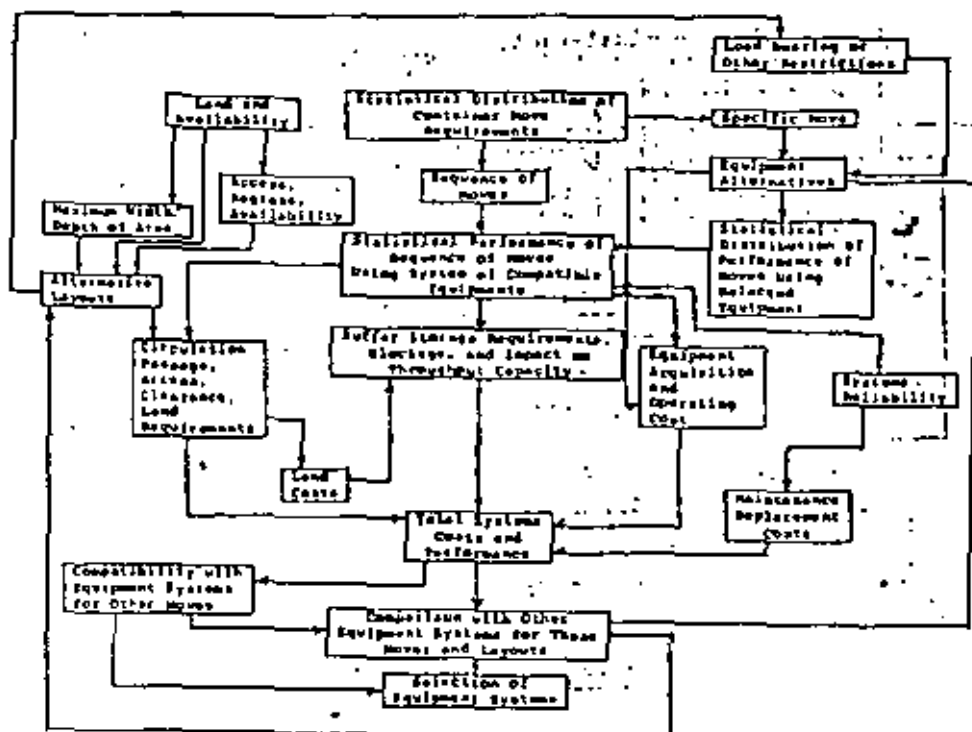 Load Bearing or
Other Restrictions
Land and
Availability
Statistical Distribution of
Container Move
Requirements
Specific Move
Sequence of
Moves
Equipment
Alternatives
Access,
Availability
Maximum Width
Depth of Area
Statistical Performance of
Sequence of Moves
Using System of Compatible
Equipments
Statistical
Distribution of
Performance of
Moves Using
Selected
Equipment
Alternative
Layouts
Circulation
Passage,
Access,
Clearance,
Land
Requirements
Buffer Storage Requirements,
Blockage, and Impact on
Throughput Capacity
Equipment
Acquisition
and
Operating
Cost
Systems
Reliability
Land
Costs
Maintenance
Replacement
Costs
Total Systems
Costs and
Performance
Compatibility with
Equipment Systems
for Other Moves
Comparison with Other
Equipment Systems for These
Moves and Layouts
Selection of
Equipment Systems